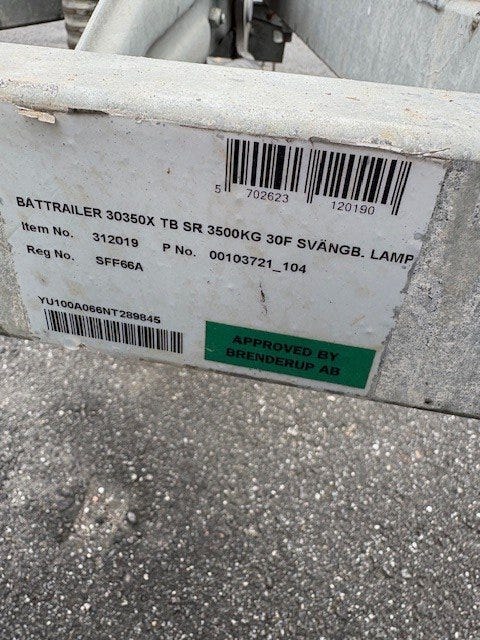 5 702623 120190
BÅTTRAILER 30350X TB SR 3500KG 30F SVÄNGB. LAMP
Item No. 312019 P No. 00103721_104
Reg No. SFF66A
YU100A066NT289845
APPROVED BY
BRENDERUP AB